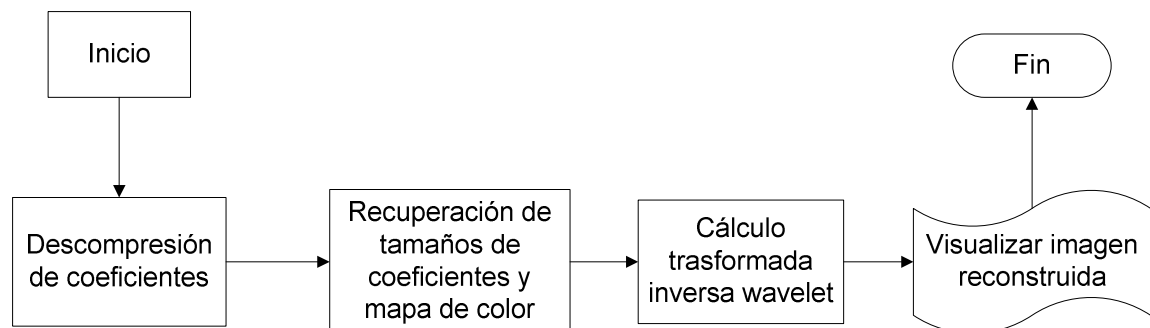 Inicio
Descompresión
de coeficientes
Recuperación de
tamaños de
coeficientes y
mapa de color
Cálculo
trasformada
inversa wavelet
Visualizar imagen
reconstruida
Fin